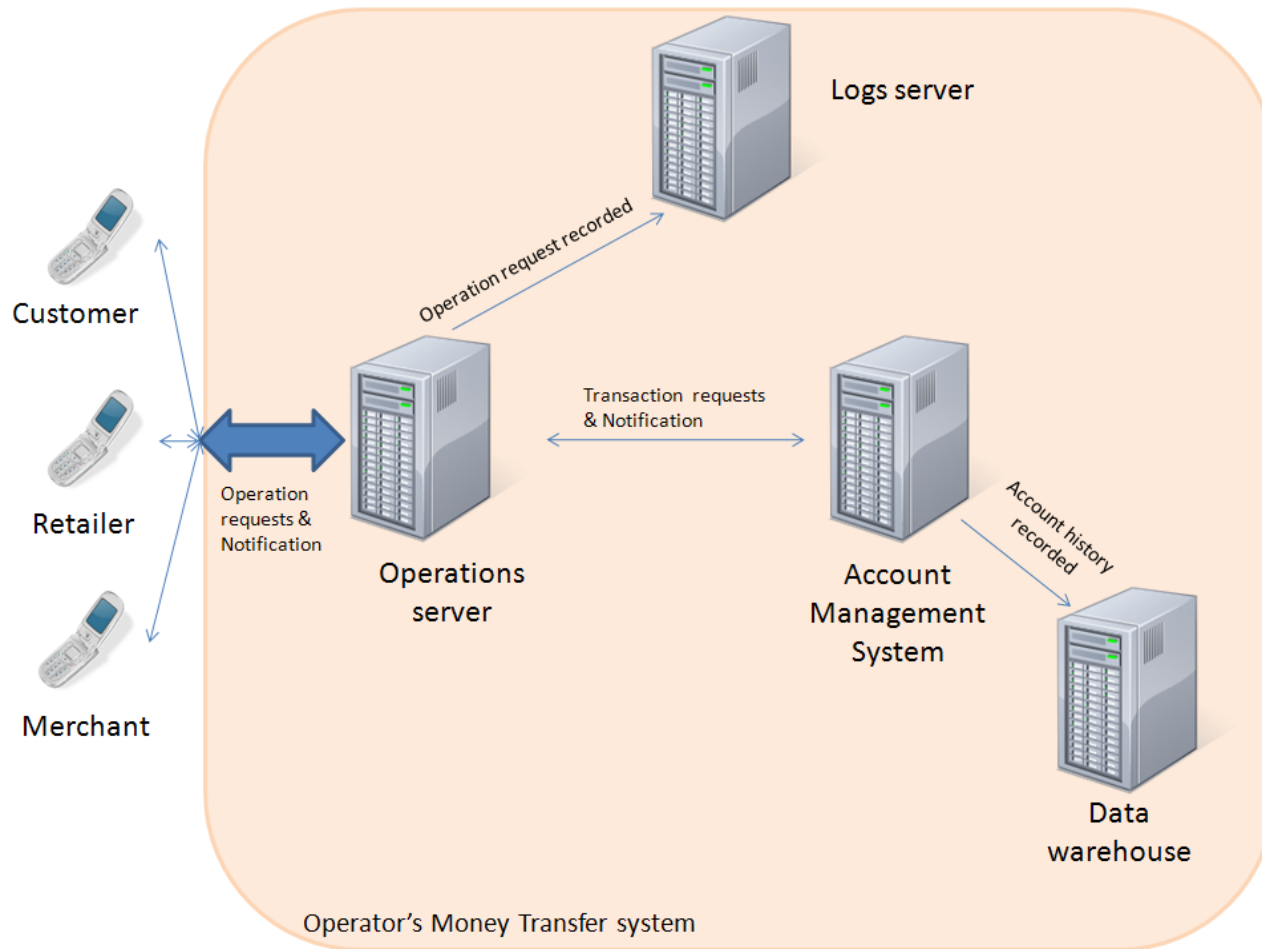 Logs server
Operation request recorded
Customer
Transaction requests
& Notification
Retailer
Operation
requests &
Notification
Account history
recorded
Operations
server
Account
Management
System
Merchant
Data
warehouse
Operator’s Money Transfer system